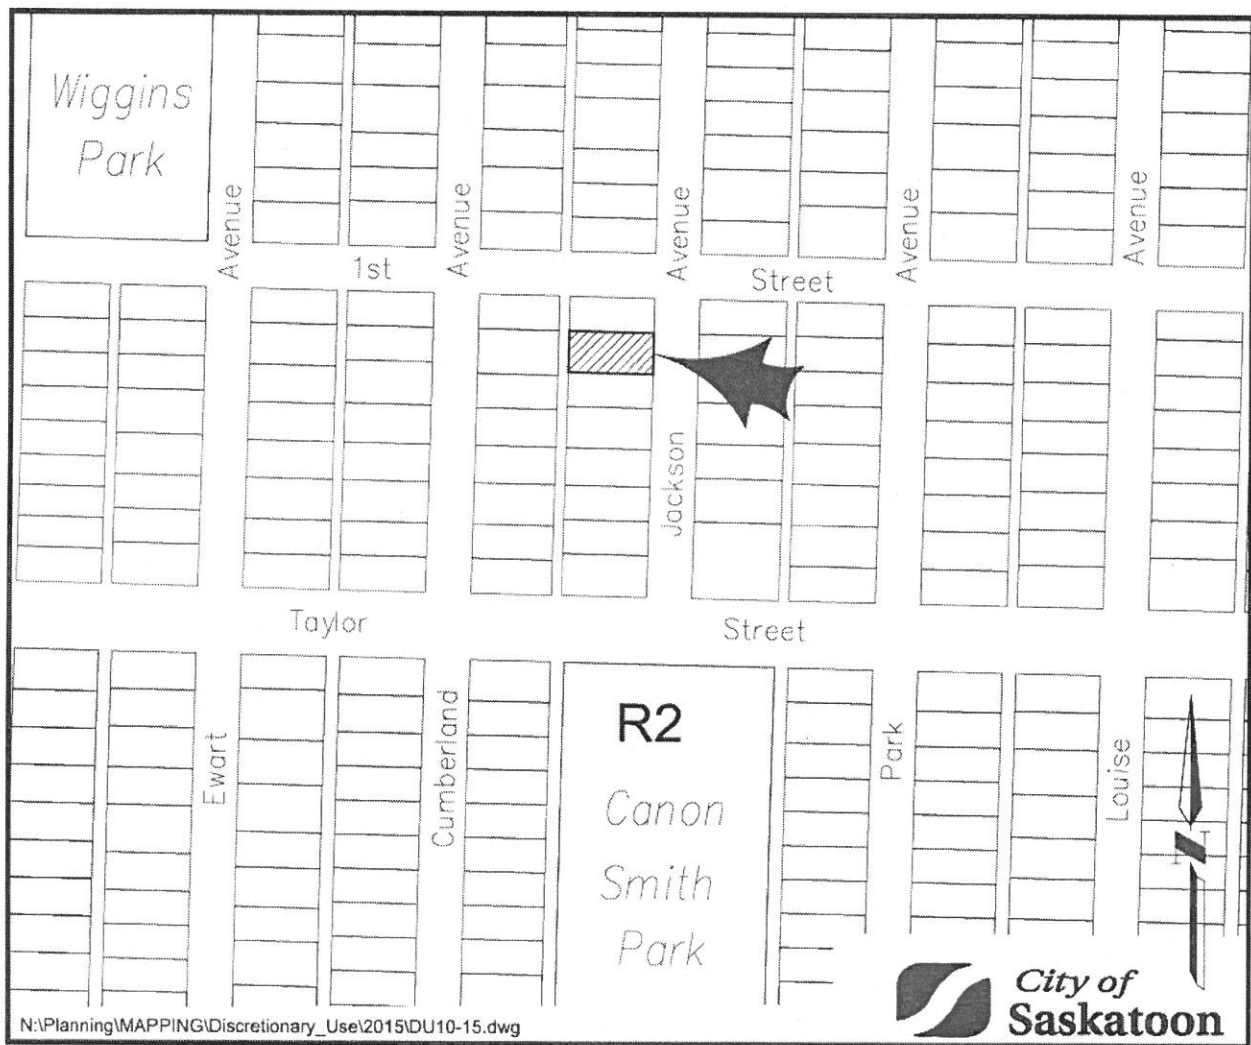 Wiggins
Park
Avenue
1st
Avenue
Avenue
Street
Avenue
Avenue
Jackson
Taylor
Street
Ewart
Cumberland
R2
Canon
Smith
Park
Park
Louise
N
N:\Planning\MAPPING\Discretionary_Use\2015\DU10-15.dwg
City of
Saskatoon